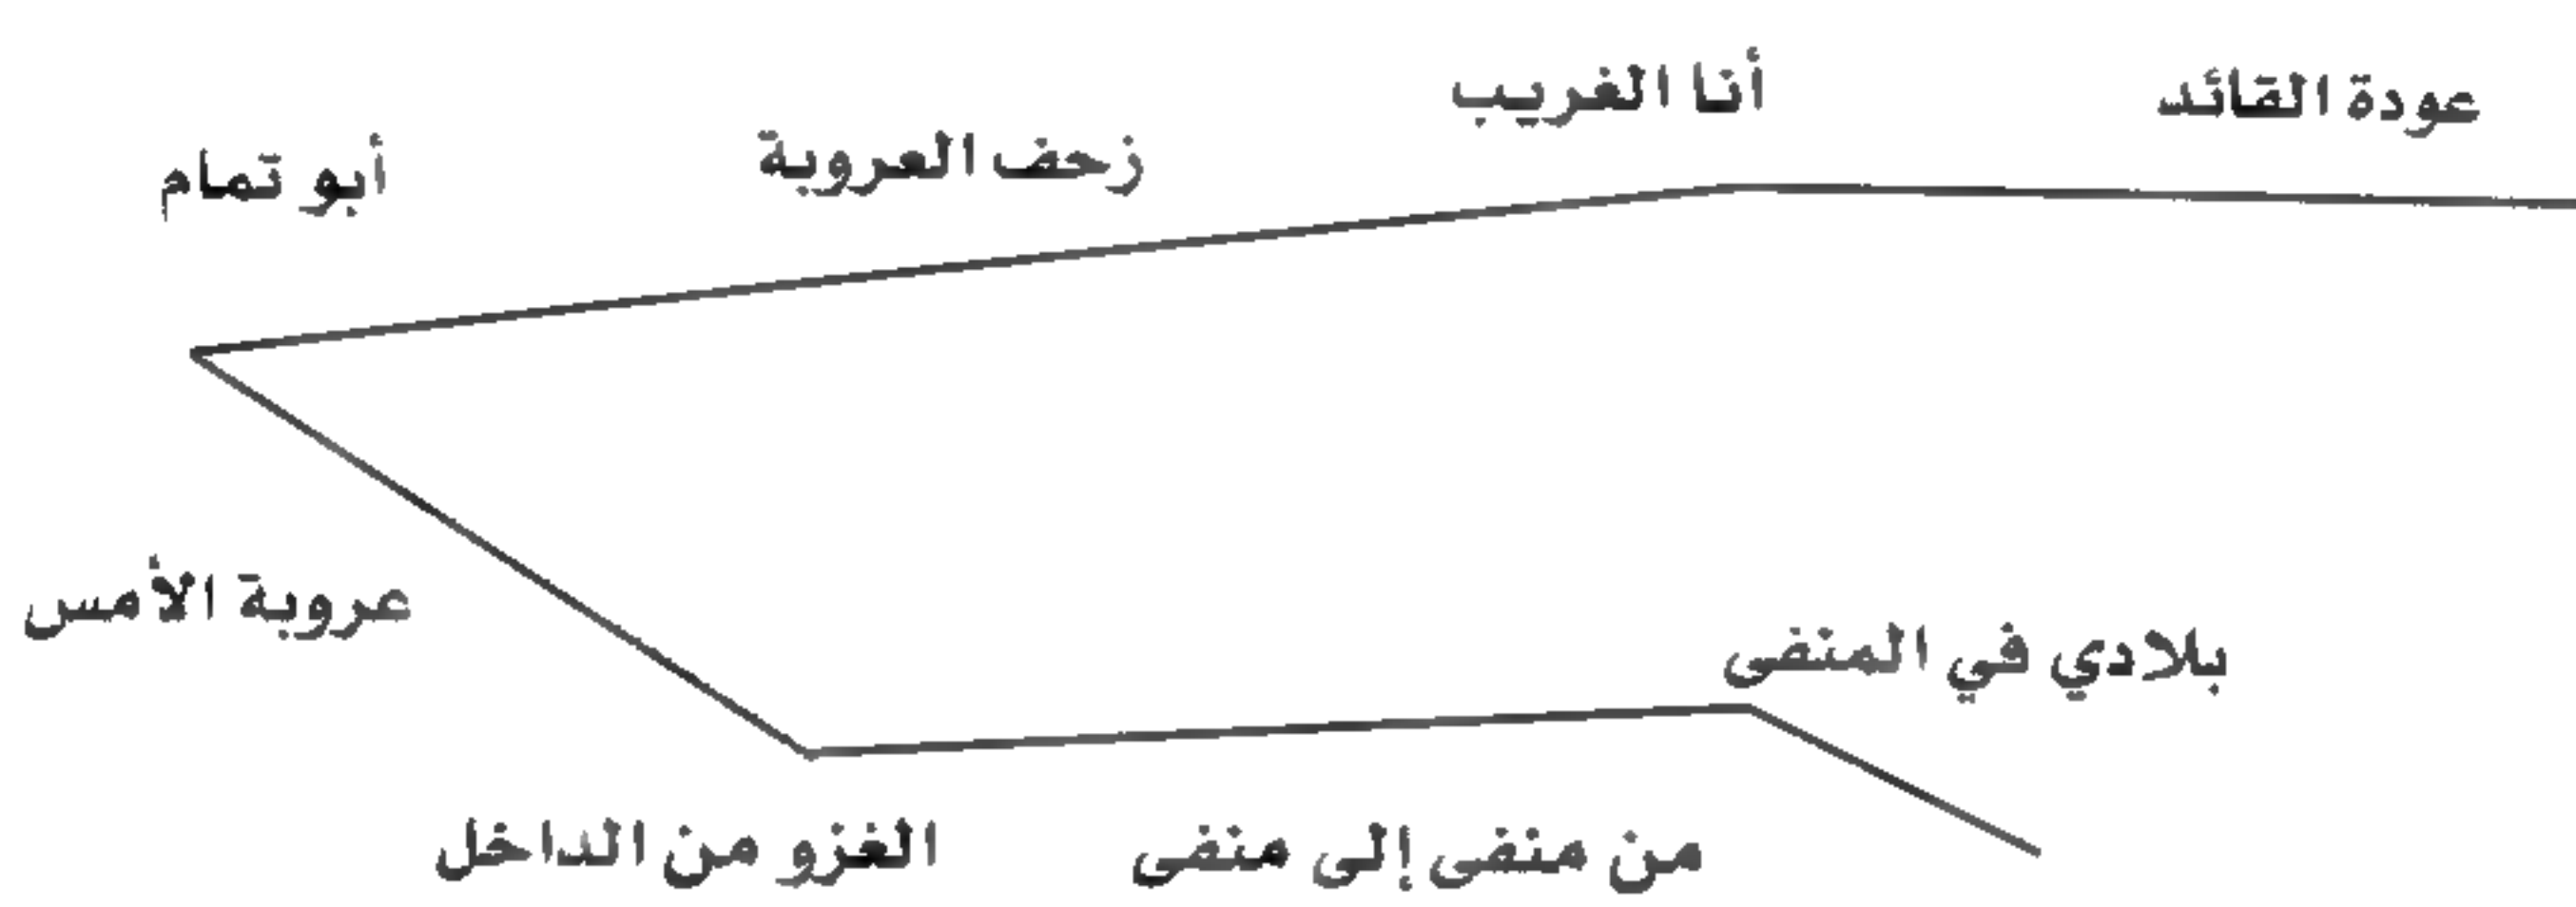 عودة القائد
أنا الغريب
زحف العروبة
أبو تمام
عروبة الأمس
الغزو من الداخل
من منفى إلى منفى
بلادي في المنفى